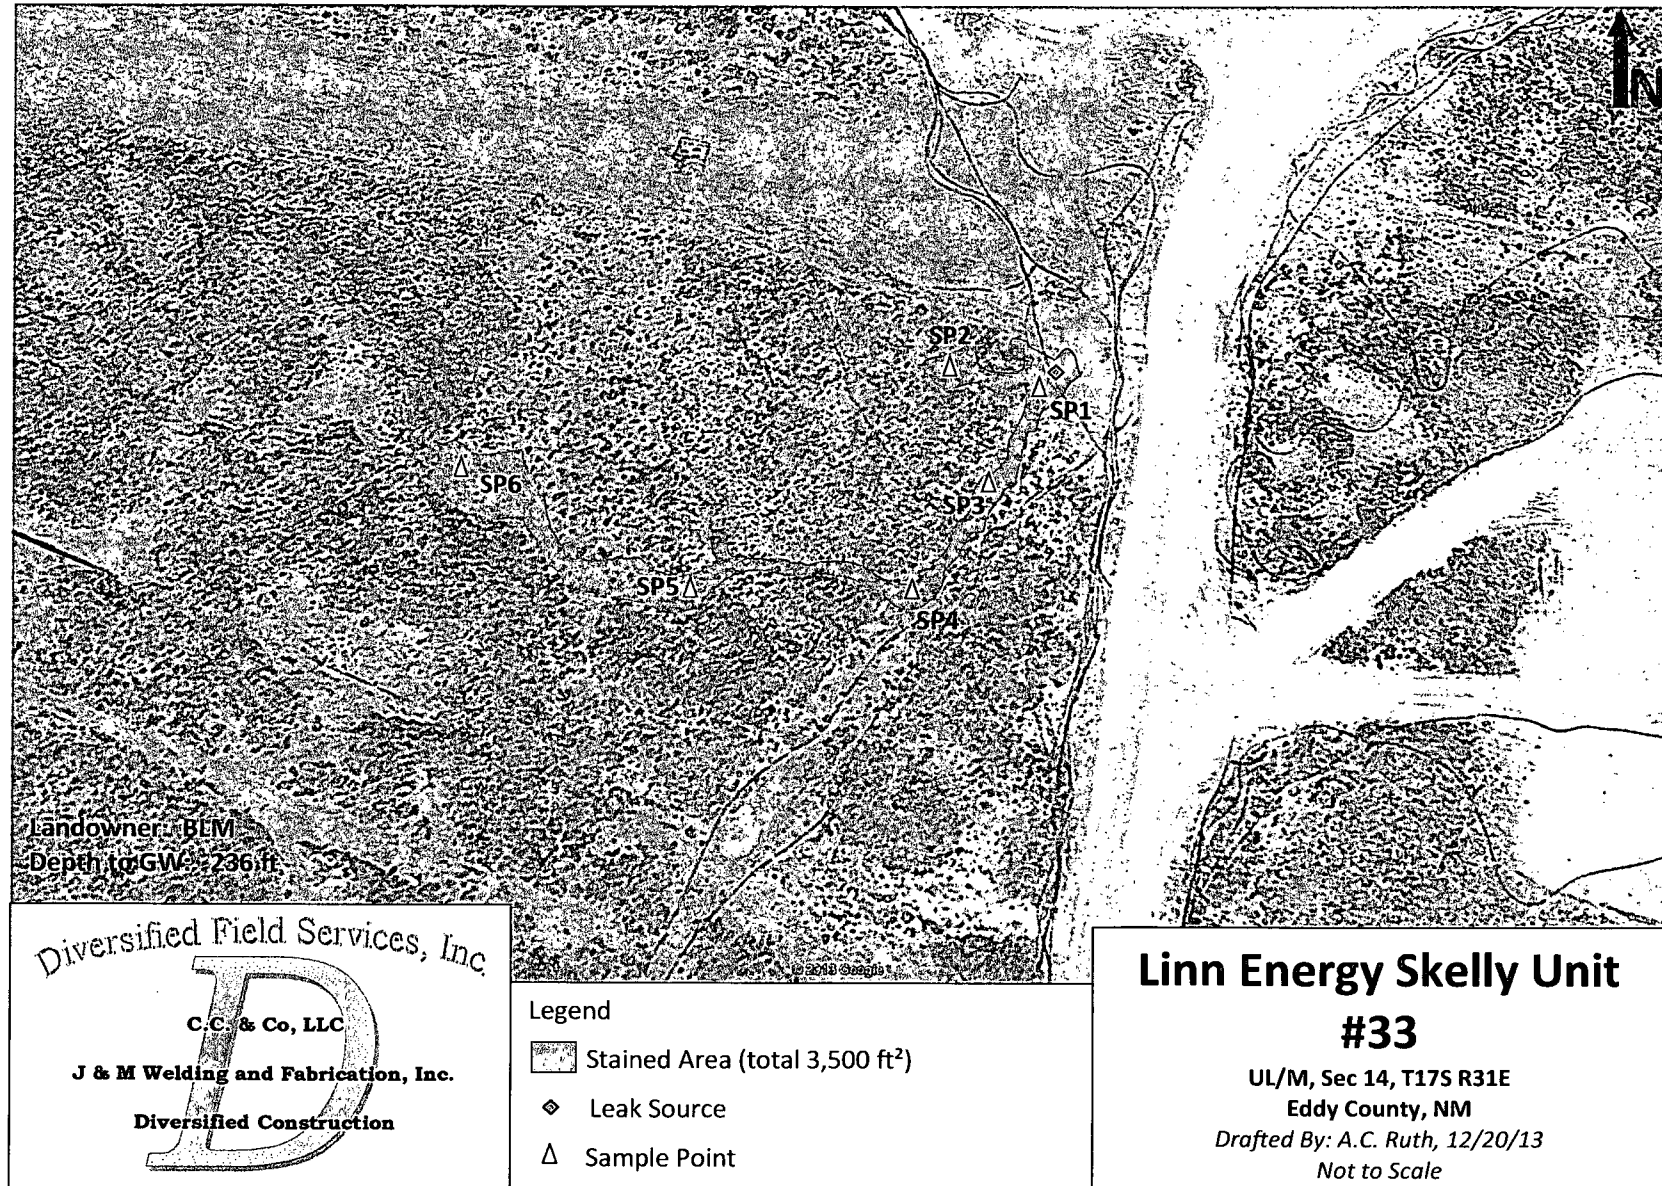 N
SP2
SP1
SP6
SP3
SP5
SP4
Landowner: BLM
Depth to GW: ~236 ft
© 2013 Google
Diversified Field Services, Inc
C.C. & Co, LLC
J & M Welding and Fabrication, Inc.
Diversified Construction
Legend
Stained Area (total 3,500 ft²)
Leak Source
Sample Point
Linn Energy Skelly Unit
#33
UL/M, Sec 14, T17S R31E
Eddy County, NM
Drafted By: A.C. Ruth, 12/20/13
Not to Scale